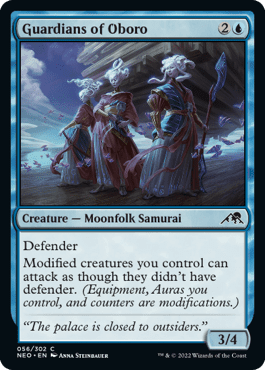 Guardians of Oboro 2
Creature — Moonfolk Samurai
Defender
Modified creatures you control can
attack as though they didn't have
defender. (Equipment, Auras you
control, and counters are modifications.)
"The palace is closed to outsiders."
3/4
056/302 C
NEO • EN Anna Steinbauer
™ & © 2022 Wizards of the Coast